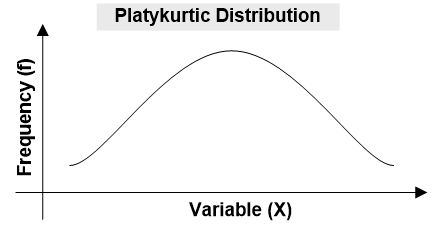 Platykurtic Distribution
Frequency (f)
Variable (X)